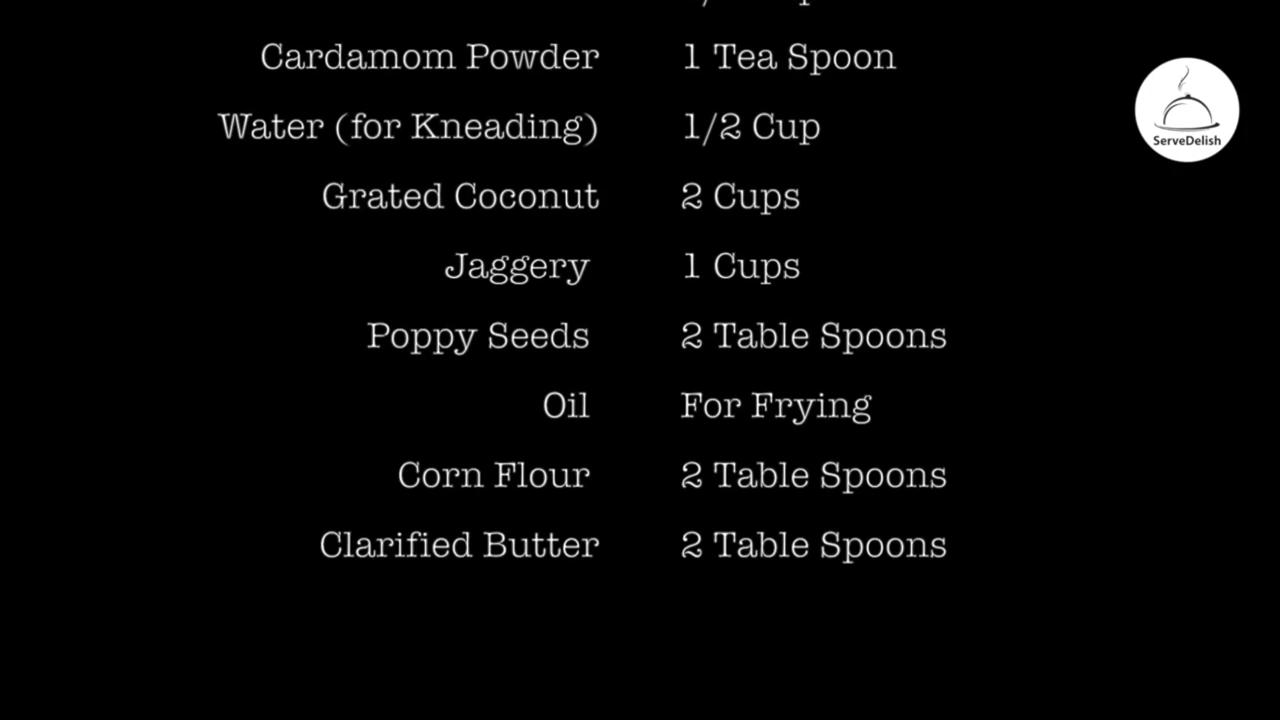 Cardamom Powder 1 Tea Spoon
Water (for Kneading) 1/2 Cup
Grated Coconut 2 Cups
Jaggery 1 Cups
Poppy Seeds 2 Table Spoons
Oil For Frying
Corn Flour 2 Table Spoons
Clarified Butter 2 Table Spoons
ServeDelish